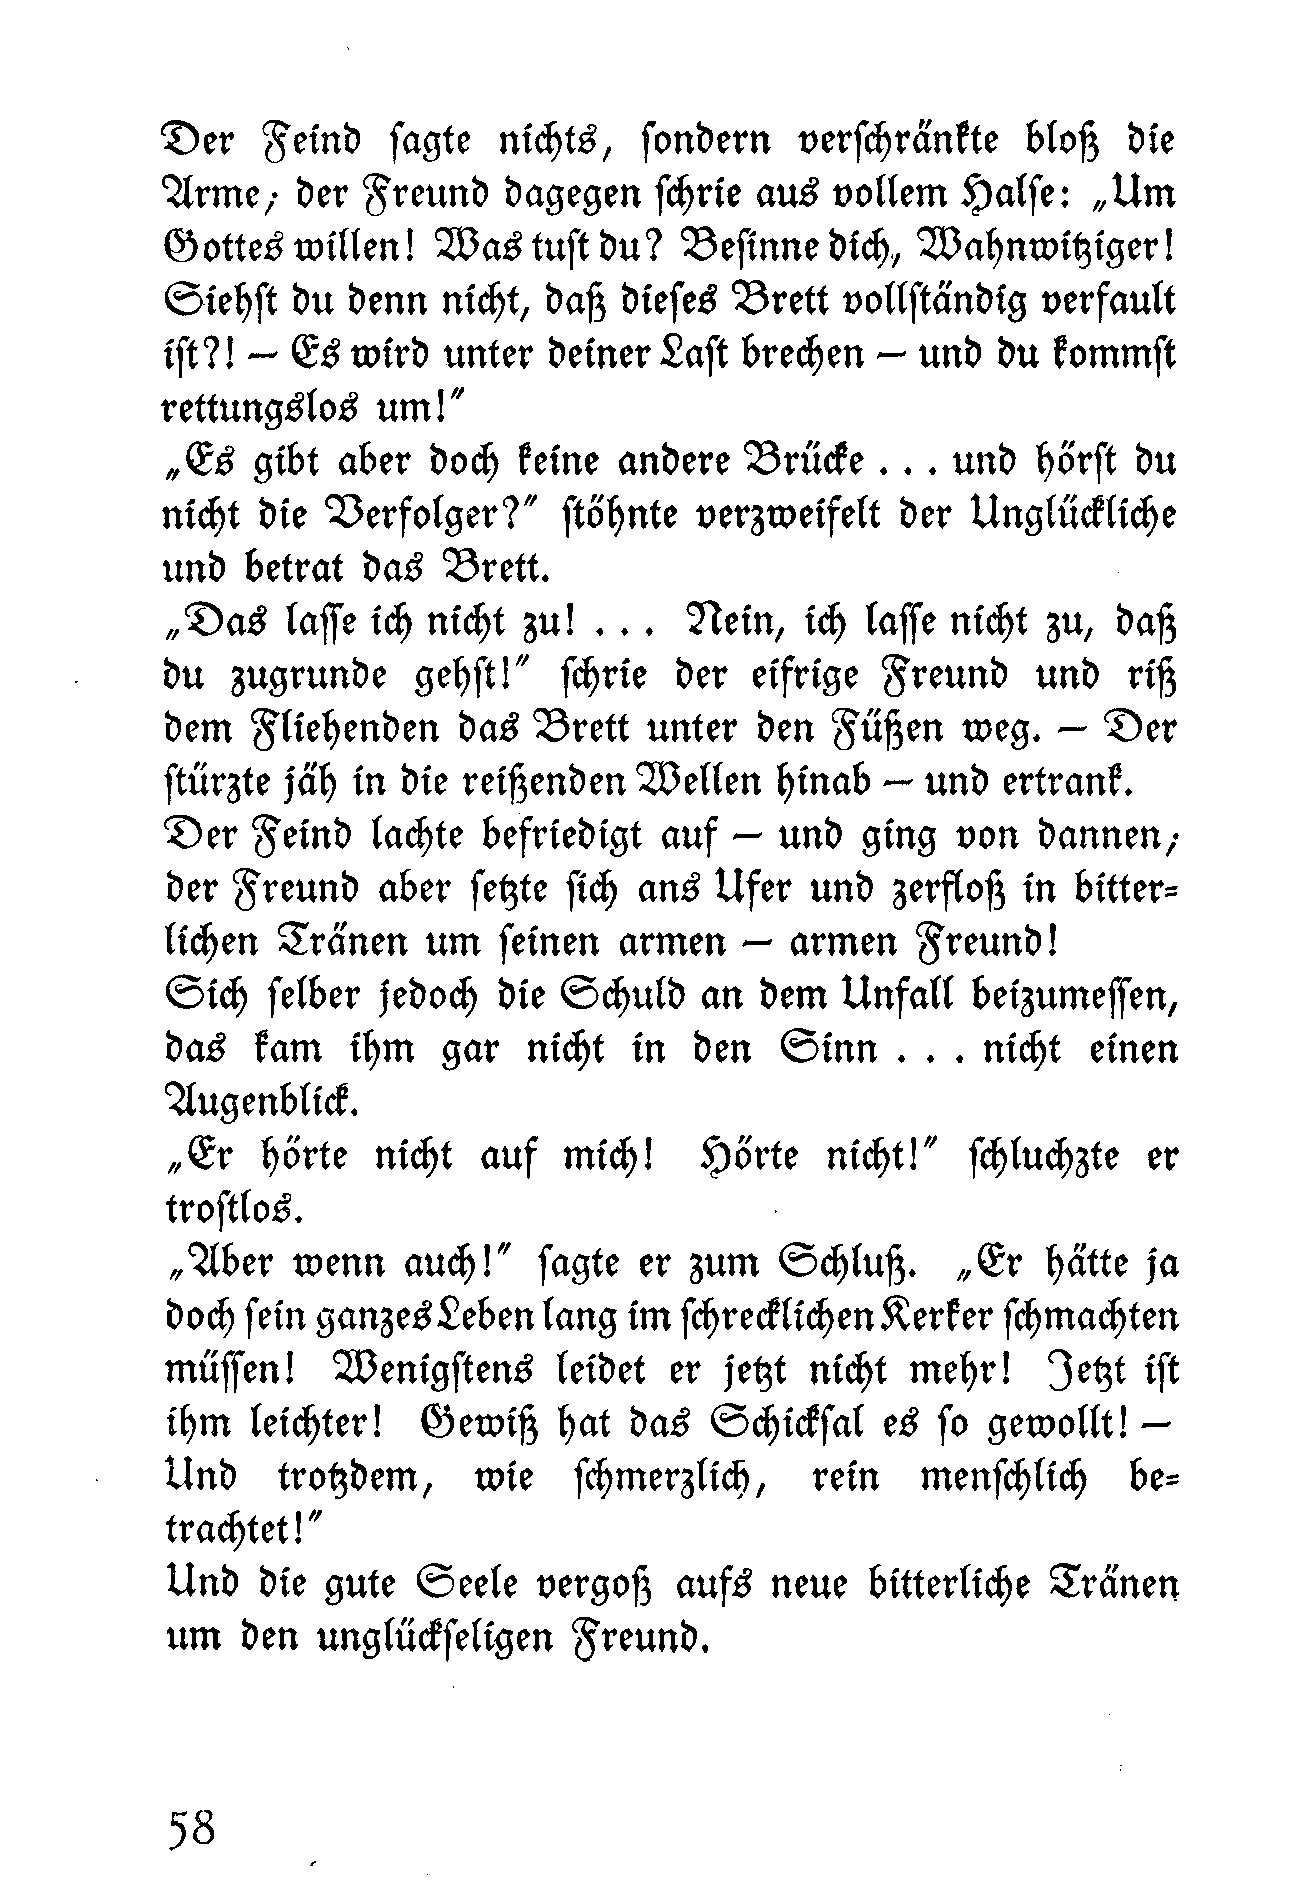 Der Feind sagte nichts, sondern verschränkte bloß die
Arme; der Freund dagegen schrie aus vollem Halse: „Um
Gottes willen! Was tust du? Besinne dich, Wahnwitziger!
Siehst du denn nicht, daß dieses Brett vollständig verfault
ist?! — Es wird unter deiner Last brechen — und du kommst
rettungslos um!“
„Es gibt aber doch keine andere Brücke . . . und hörst du
nicht die Verfolger?“ stöhnte verzweifelt der Unglückliche
und betrat das Brett.
„Das lasse ich nicht zu! . . . Nein, ich lasse nicht zu, daß
du zugrunde gehst!“ schrie der eifrige Freund und riß
dem Fliehenden das Brett unter den Füßen weg. — Der
stürzte jäh in die reißenden Wellen hinab — und ertrank.
Der Feind lachte befriedigt auf — und ging von dannen;
der Freund aber setzte sich ans Ufer und zerfloß in bitter-
lichen Tränen um seinen armen — armen Freund!
Sich selber jedoch die Schuld an dem Unfall beizumessen,
das kam ihm gar nicht in den Sinn . . . nicht einen
Augenblick.
„Er hörte nicht auf mich! Hörte nicht!“ schluchzte er
trostlos.
„Aber wenn auch!“ sagte er zum Schluß. „Er hätte ja
doch sein ganzes Leben lang im schrecklichen Kerker schmachten
müssen! Wenigstens leidet er jetzt nicht mehr! Jetzt ist
ihm leichter! Gewiß hat das Schicksal es so gewollt! —
Und trotzdem, wie schmerzlich, rein menschlich be-
trachtet!“
Und die gute Seele vergoß aufs neue bitterliche Tränen
um den unglückseligen Freund.
58